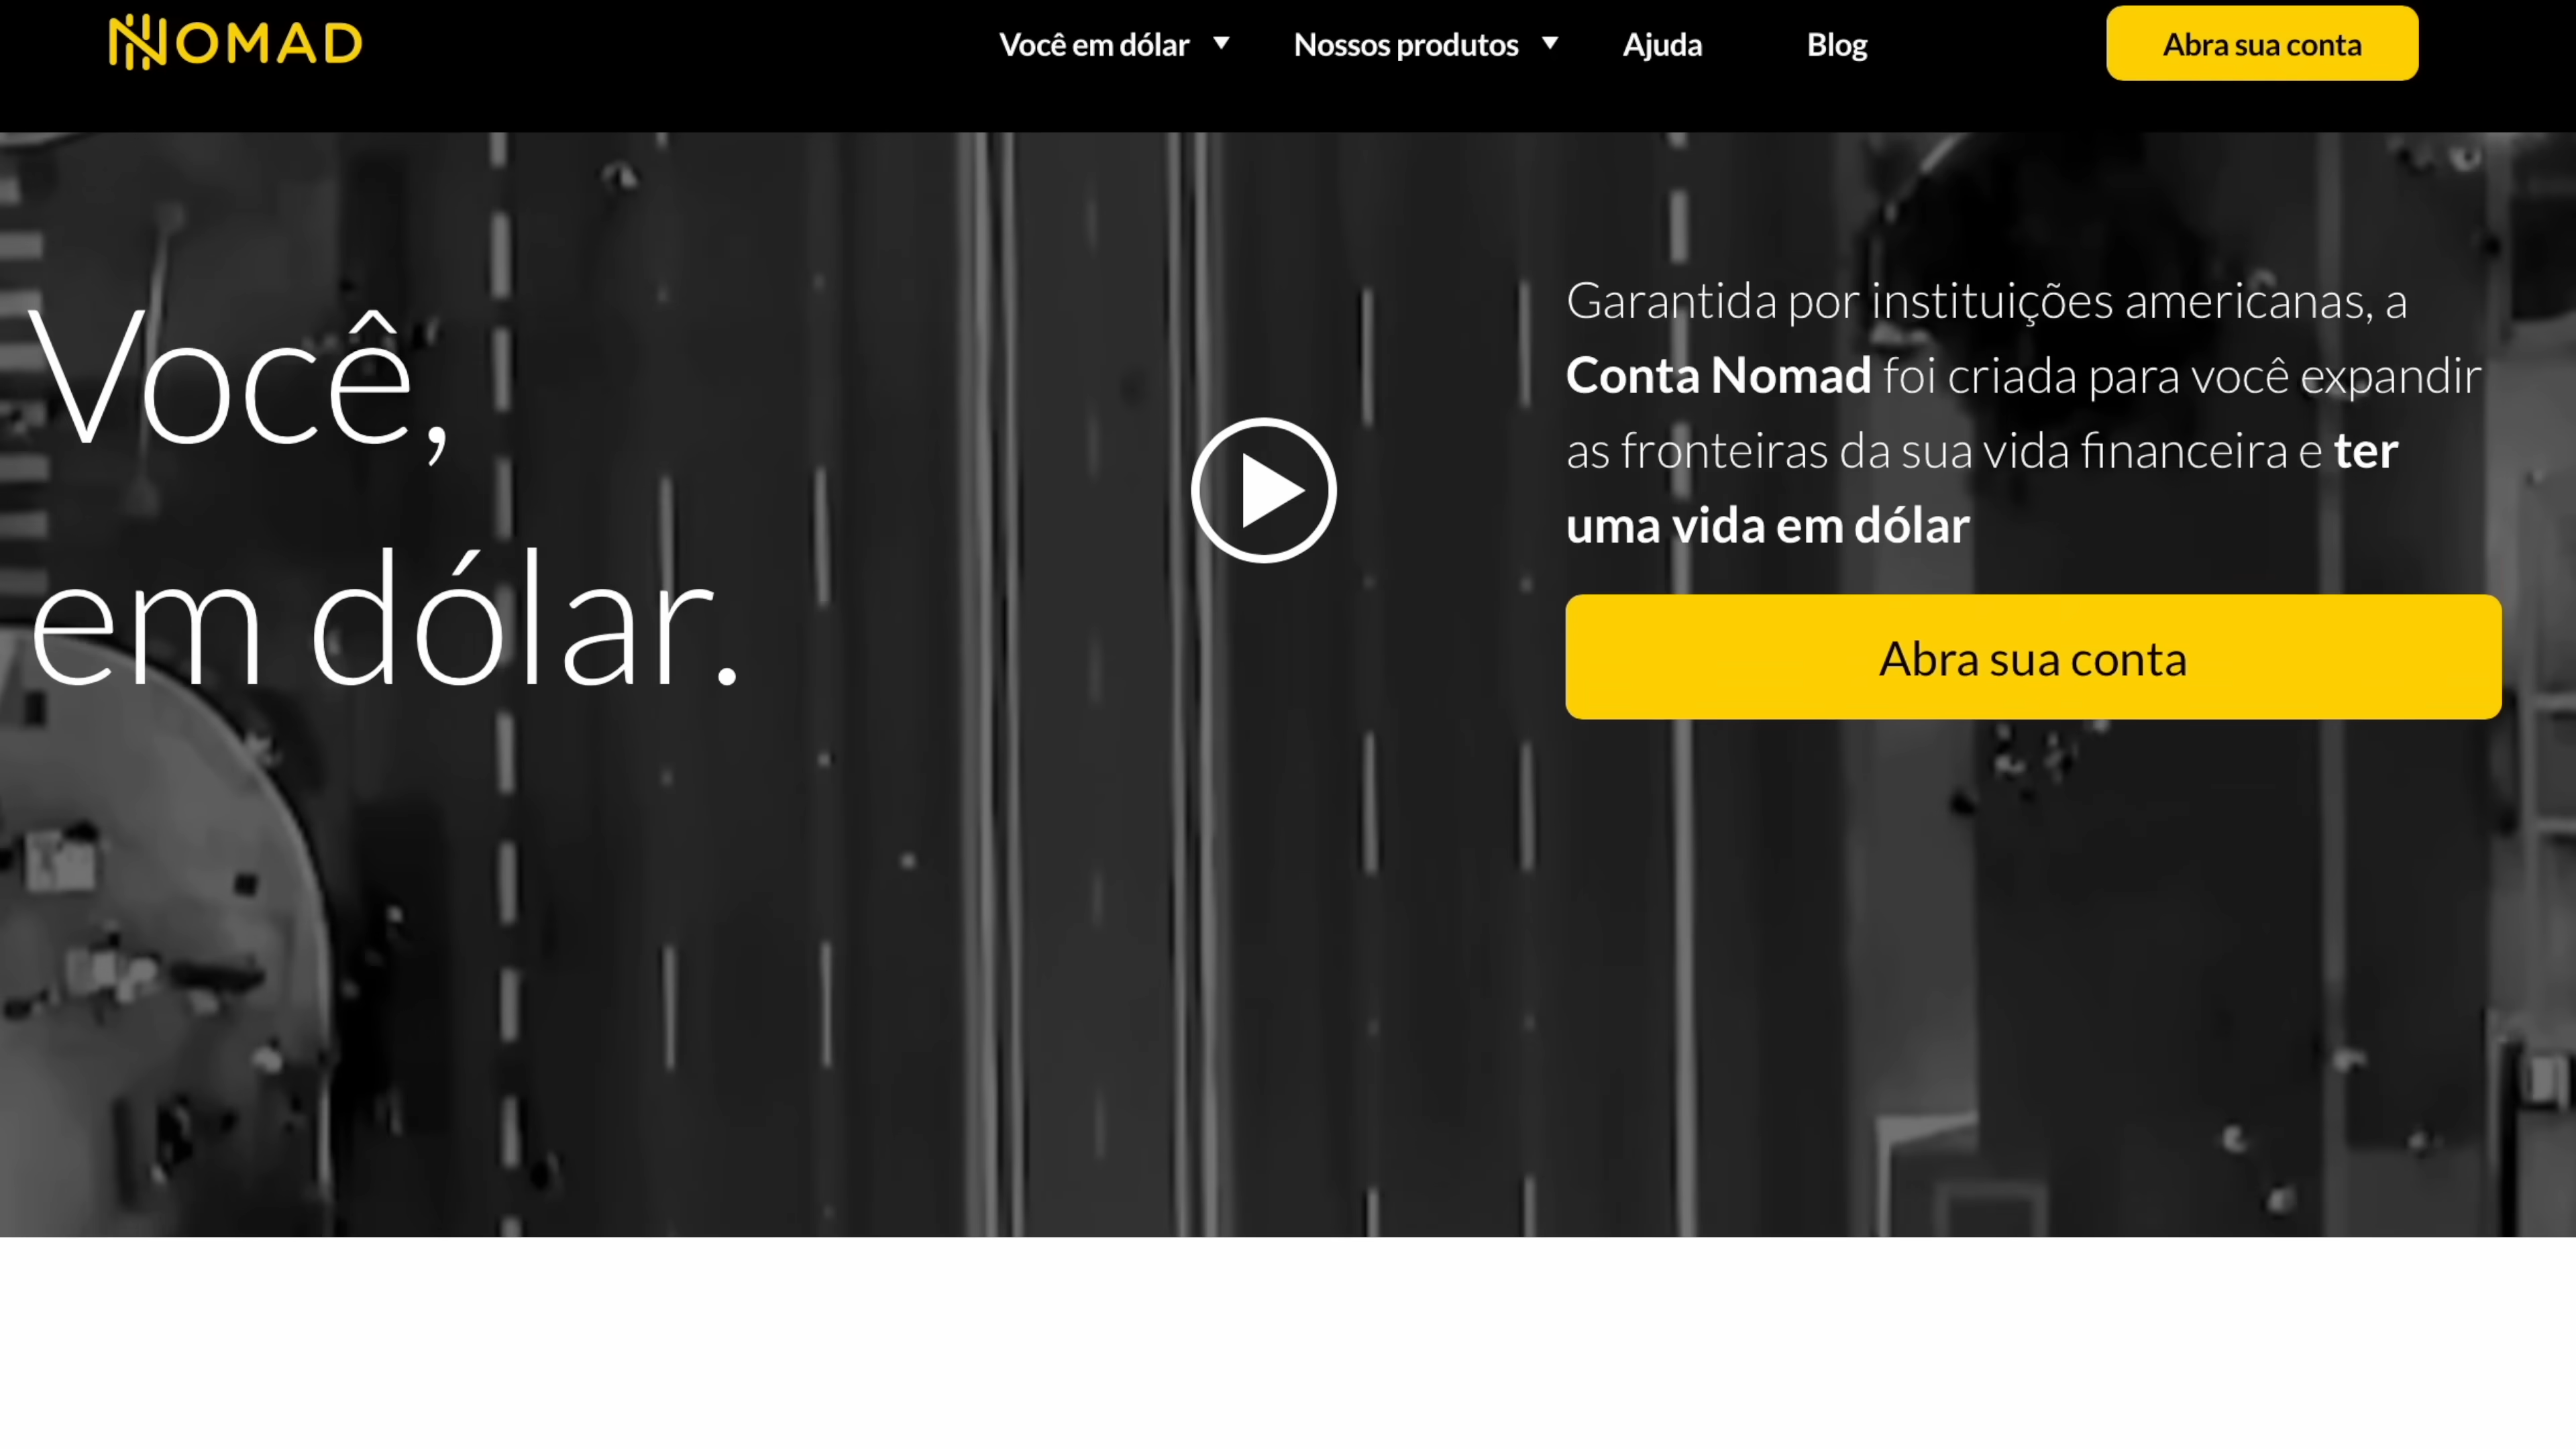 NOMAD
Você em dólar
Nossos produtos
Ajuda
Blog
Abra sua conta
Você,
em dólar.
Garantida por instituições americanas, a
Conta Nomad foi criada para você expandir
as fronteiras da sua vida financeira e ter
uma vida em dólar
Abra sua conta